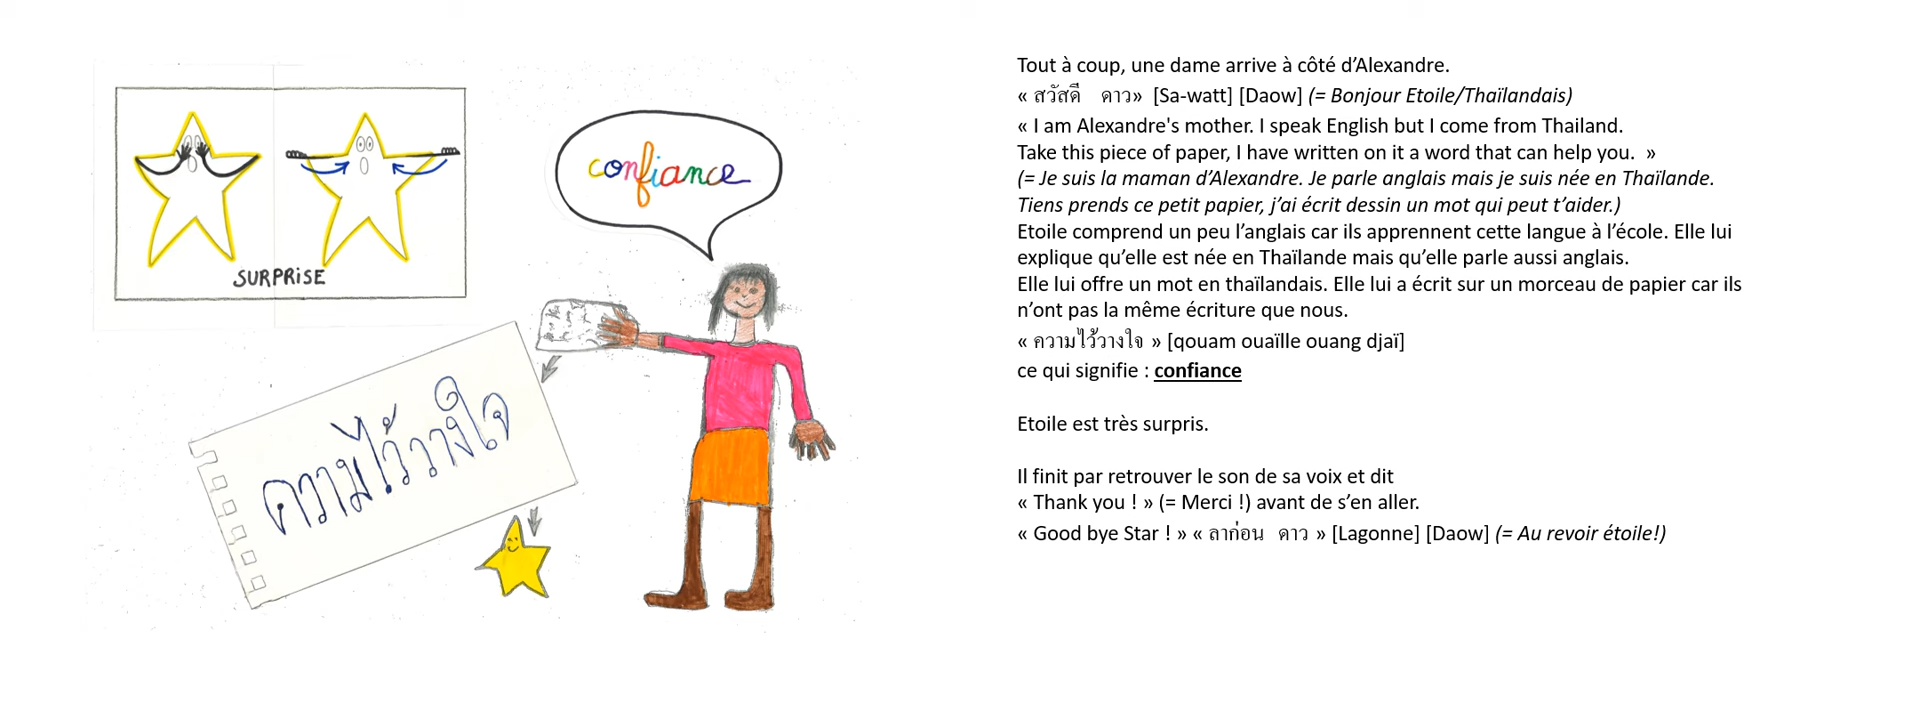 SURPRISE
confiance
ความไว้วางใจ
Tout à coup, une dame arrive à côté d’Alexandre.
« สวัสดี ดาว» [Sa-watt] [Daow] (= Bonjour Etoile/Thaïlandais)
« I am Alexandre's mother. I speak English but I come from Thailand.
Take this piece of paper, I have written on it a word that can help you. »
(= Je suis la maman d’Alexandre. Je parle anglais mais je suis née en Thaïlande.
Tiens prends ce petit papier, j’ai écrit dessin un mot qui peut t’aider.)
Etoile comprend un peu l’anglais car ils apprennent cette langue à l’école. Elle lui
explique qu’elle est née en Thaïlande mais qu’elle parle aussi anglais.
Elle lui offre un mot en thaïlandais. Elle lui a écrit sur un morceau de papier car ils
n’ont pas la même écriture que nous.
« ความไว้วางใจ » [qouam ouaïlle ouang djaï]
ce qui signifie : confiance
Etoile est très surpris.
Il finit par retrouver le son de sa voix et dit
« Thank you ! » (= Merci !) avant de s’en aller.
« Good bye Star ! » « ลาก่อน ดาว » [Lagonne] [Daow] (= Au revoir étoile!)